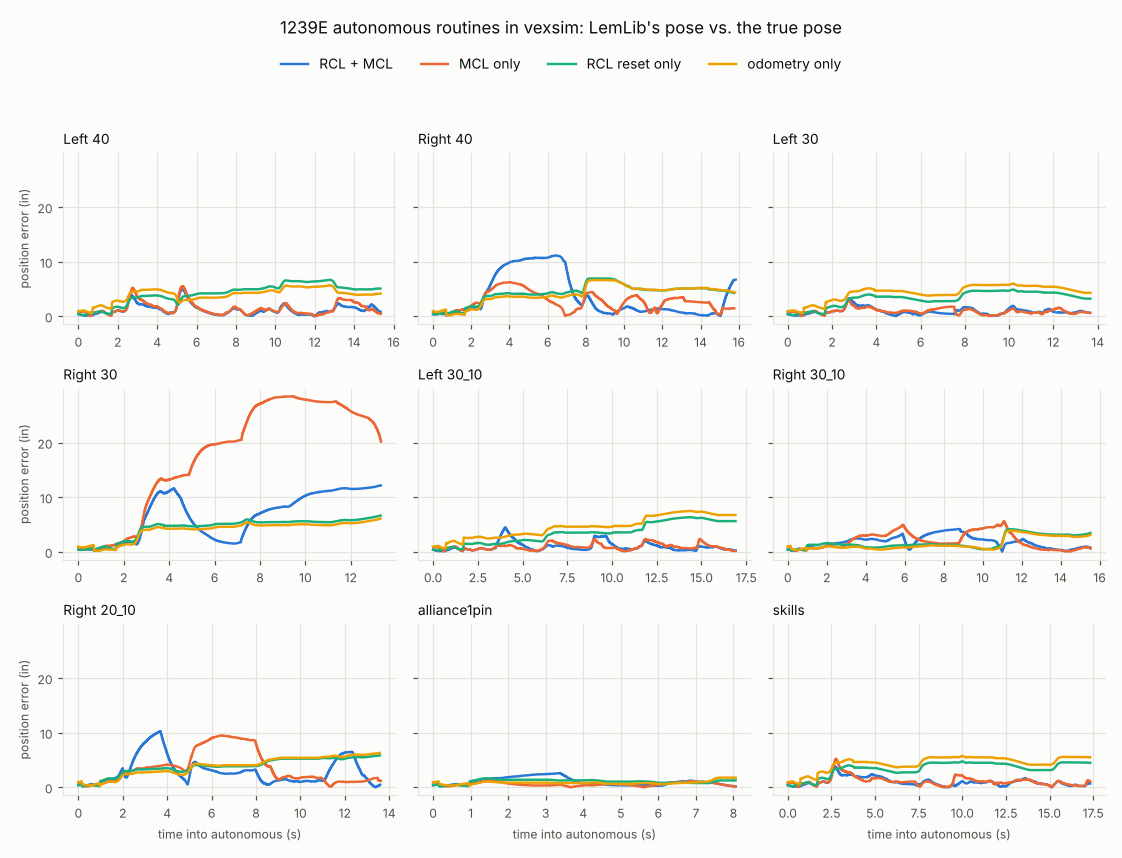 1239E autonomous routines in vexsim: LemLib's pose vs. the true pose
RCL + MCL MCL only RCL reset only odometry only
Left 40 Right 40 Left 30
position error (in)
20
10
0
0 2 4 6 8 10 12 14 16 0 2 4 6 8 10 12 14 16 0 2 4 6 8 10 12 14
Right 30 Left 30_10 Right 30_10
position error (in)
20
10
0
0 2 4 6 8 10 12 0.0 2.5 5.0 7.5 10.0 12.5 15.0 17.5 0 2 4 6 8 10 12 14 16
Right 20_10 alliance1pin skills
position error (in)
20
10
0
0 2 4 6 8 10 12 14 0 1 2 3 4 5 6 7 8 0.0 2.5 5.0 7.5 10.0 12.5 15.0 17.5
time into autonomous (s) time into autonomous (s) time into autonomous (s)